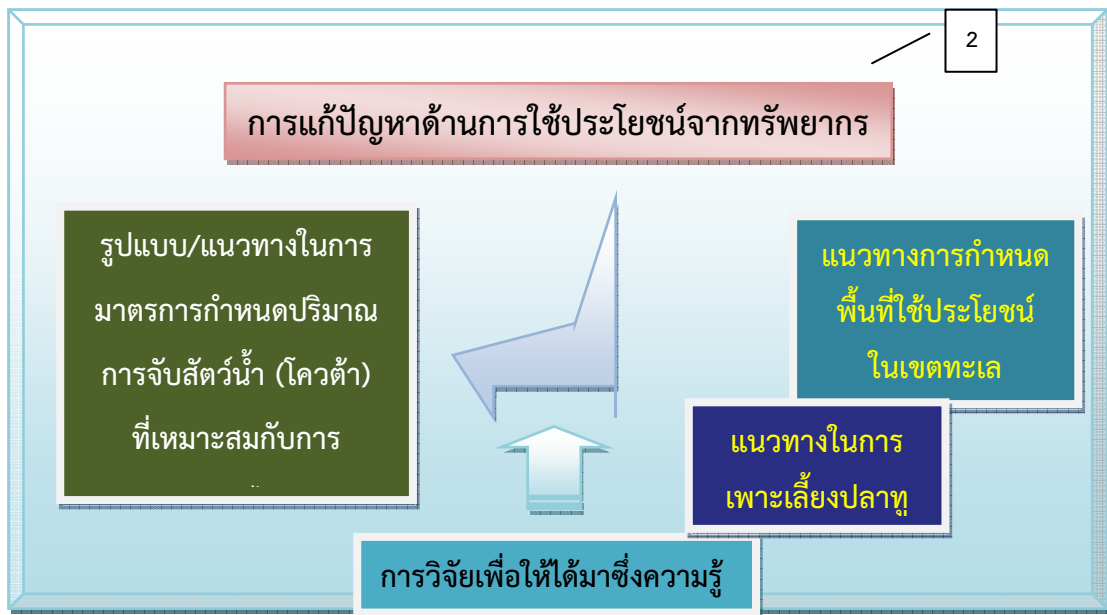 2
การแก้ปัญหาด้านการใช้ประโยชน์จากทรัพยากร
รูปแบบ/แนวทางในการ
มาตรการกำหนดปริมาณ
การจับสัตว์น้ำ (โควต้า)
ที่เหมาะสมกับการ
แนวทางการกำหนด
พื้นที่ใช้ประโยชน์
ในเขตทะเล
แนวทางในการ
เพาะเลี้ยงปลาทู
การวิจัยเพื่อให้ได้มาซึ่งความรู้